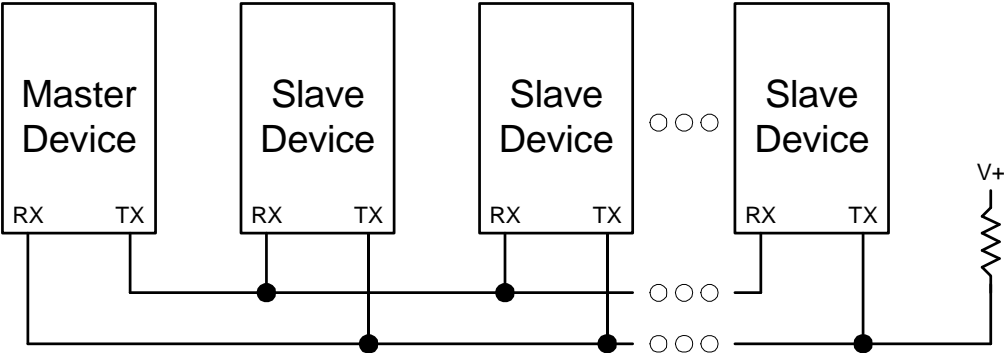 Master
Device
Slave
Device
Slave
Device
Slave
Device
V+
RX TX
RX TX
RX TX
RX TX